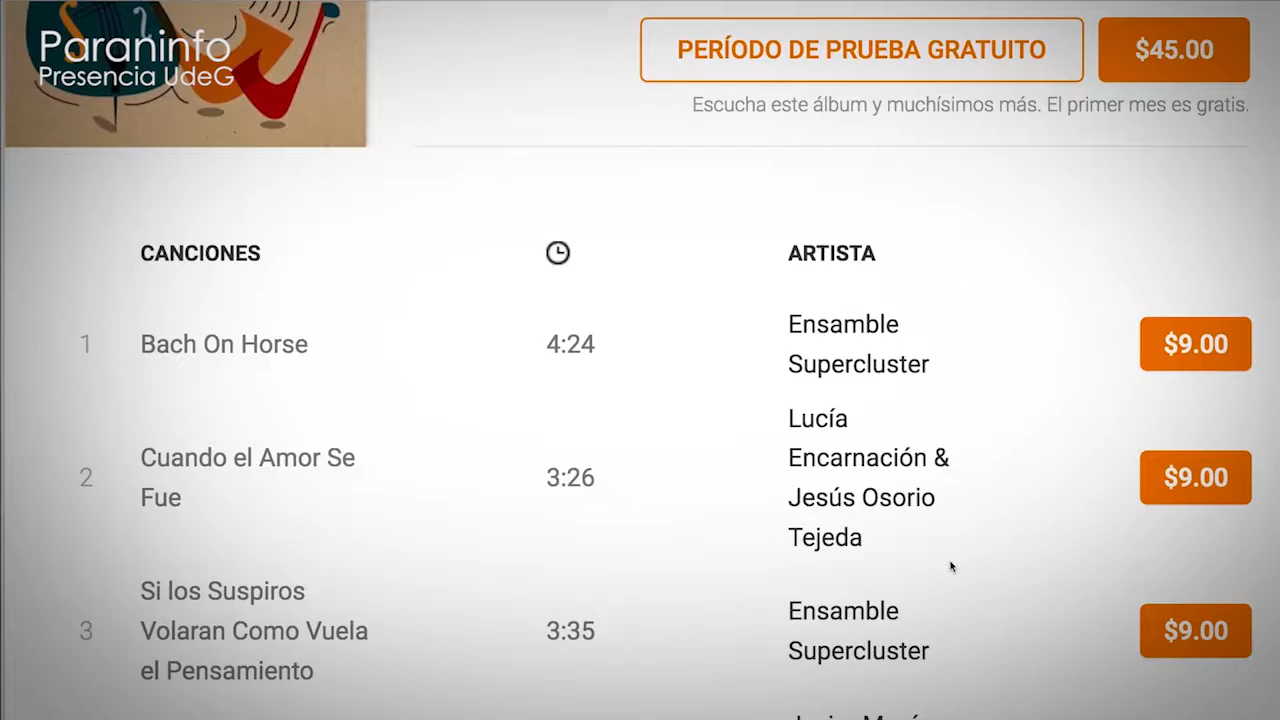 Paraninfo
Presencia UdeG
PERÍODO DE PRUEBA GRATUITO
$45.00
Escucha este álbum y muchísimos más. El primer mes es gratis.
CANCIONES
ARTISTA
1
Bach On Horse
4:24
Ensamble
Supercluster
$9.00
2
Cuando el Amor Se
Fue
3:26
Lucía
Encarnación &
Jesús Osorio
Tejeda
$9.00
3
Si los Suspiros
Volaran Como Vuela
el Pensamiento
3:35
Ensamble
Supercluster
$9.00